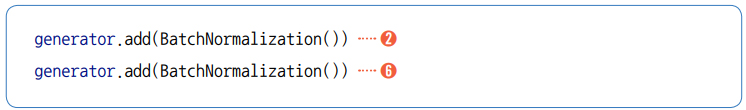 generator.add(BatchNormalization()) ····· ❷
generator.add(BatchNormalization()) ····· ❻